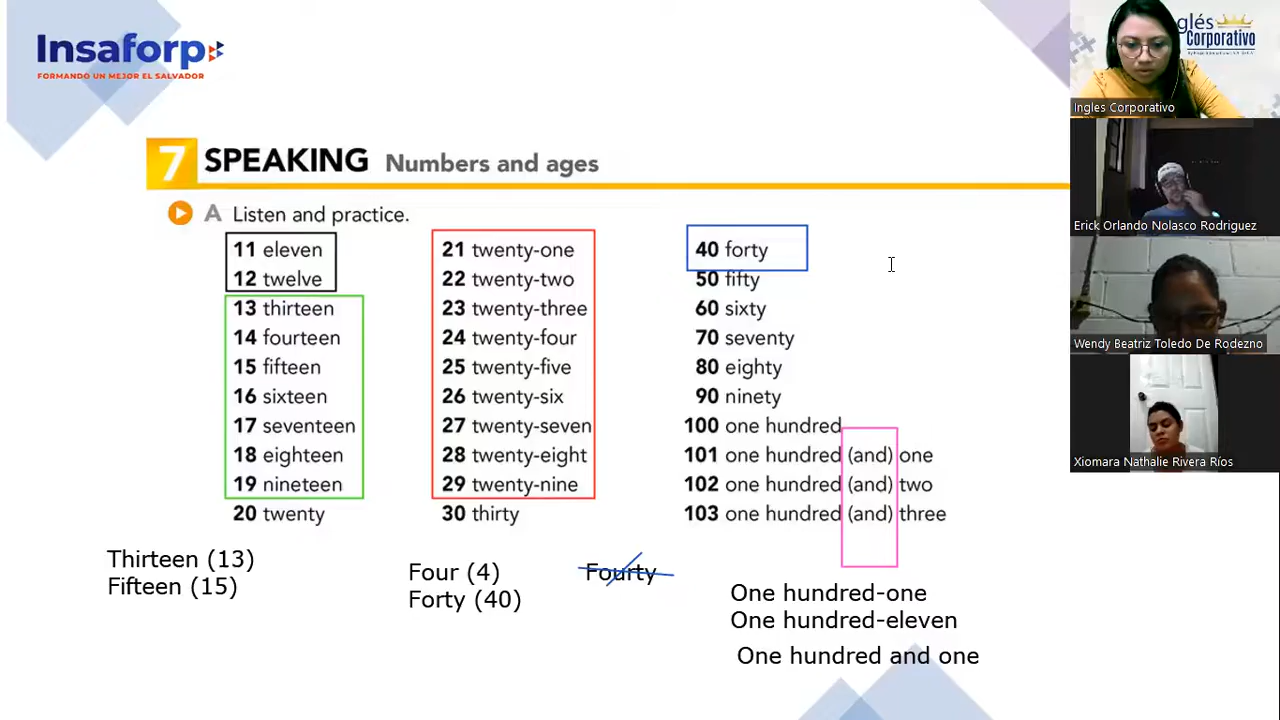 Insaforp
FORMANDO UN MEJOR EL SALVADOR
7 SPEAKING Numbers and ages
A Listen and practice.
11 eleven
12 twelve
13 thirteen
14 fourteen
15 fifteen
16 sixteen
17 seventeen
18 eighteen
19 nineteen
20 twenty
21 twenty-one
22 twenty-two
23 twenty-three
24 twenty-four
25 twenty-five
26 twenty-six
27 twenty-seven
28 twenty-eight
29 twenty-nine
30 thirty
40 forty
50 fifty
60 sixty
70 seventy
80 eighty
90 ninety
100 one hundred
101 one hundred (and) one
102 one hundred (and) two
103 one hundred (and) three
Thirteen (13)
Fifteen (15)
Four (4)
Forty (40)
Fourty
One hundred-one
One hundred-eleven
One hundred and one
glés
Corporativo
Ingles Corporativo
Erick Orlando Nolasco Rodriguez
Wendy Beatriz Toledo De Rodezno
Xiomara Nathalie Rivera Ríos